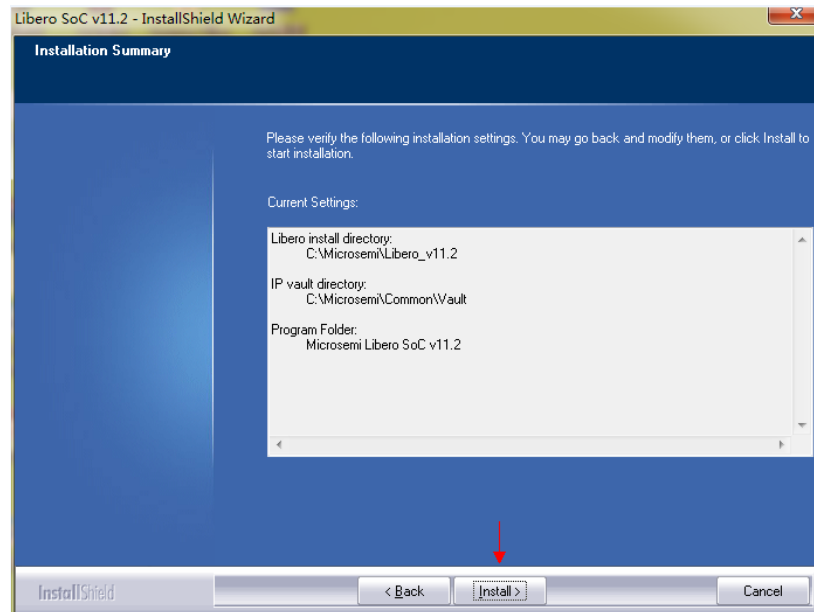 Libero SoC v11.2 - InstallShield Wizard
Installation Summary
Please verify the following installation settings. You may go back and modify them, or click Install to
start installation.
Current Settings:
Libero install directory:
C:\Microsemi\Libero_v11.2
IP vault directory:
C:\Microsemi\Common\Vault
Program Folder:
Microsemi Libero SoC v11.2
InstallShield
< Back
Install >
Cancel